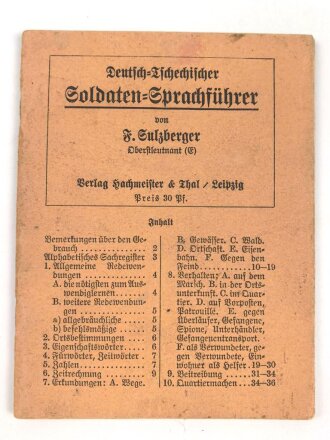 Deutsch-Tschechischer
Soldaten-Sprachführer
von
F. Sulzberger
Oberstleutnant (E)
Verlag Hachmeister & Thal / Leipzig
Preis 30 Pf.
Inhalt
Bemerkungen über den Ge-
brauch .................. 2
Alphabetisches Sachregister 3
1. Allgemeine Redewen-
dungen ................. 4
A. die nötigsten zum Aus-
wendiglernen ......... 4
B. weitere Redewendun-
gen .................. 5
a) alltgebräuchliche ..... 5
b) befehlsmäßige ........ 5
2. Ortsbestimmungen ..... 6
3. Eigenschaftswörter..... 6
4. Fürwörter, Zeitwörter . 7
5. Zahlen ................ 7
6. Zeitrechnung .......... 9
7. Erkundungen: A. Wege.
B. Gewässer. C. Wald.
D. Ortschaft. E. Eisen-
bahn. F. Gegen den
Feind.............10—19
8. Verhalten: A. auf dem
Marsch. B. in der Orts-
unterkunft. C. im Quar-
tier. D. auf Vorposten.
Patrouille. E. gegen
Überläufer, Gefangene,
Spione, Unterhändler,
Gefangenentransport.
F. als Verwundeter, ge-
gen Verwundete, Ein-
wohner als Helfer..19—30
9. Beitreibung .......31—34
10. Quartiermachen ...34—36